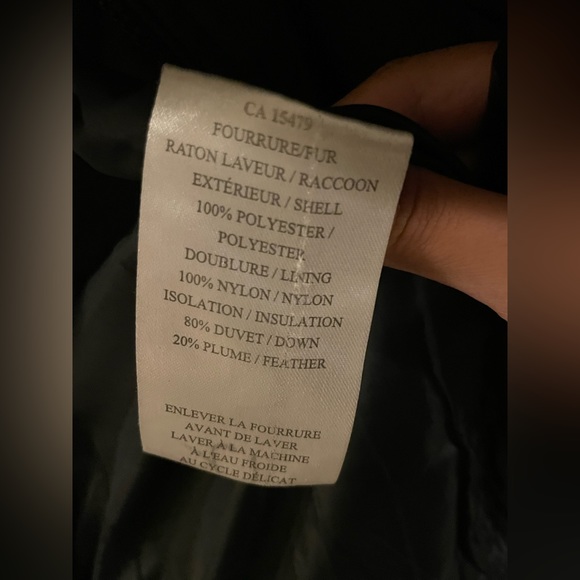 CA 15479
FOURRURE/FUR
RATON LAVEUR / RACCOON
EXTÉRIEUR / SHELL
100% POLYESTER /
POLYESTER
DOUBLURE / LINING
100% NYLON / NYLON
ISOLATION / INSULATION
80% DUVET / DOWN
20% PLUME / FEATHER
ENLEVER LA FOURRURE
AVANT DE LAVER
LAVER À LA MACHINE
À L'EAU FROIDE
AU CYCLE DÉLICAT